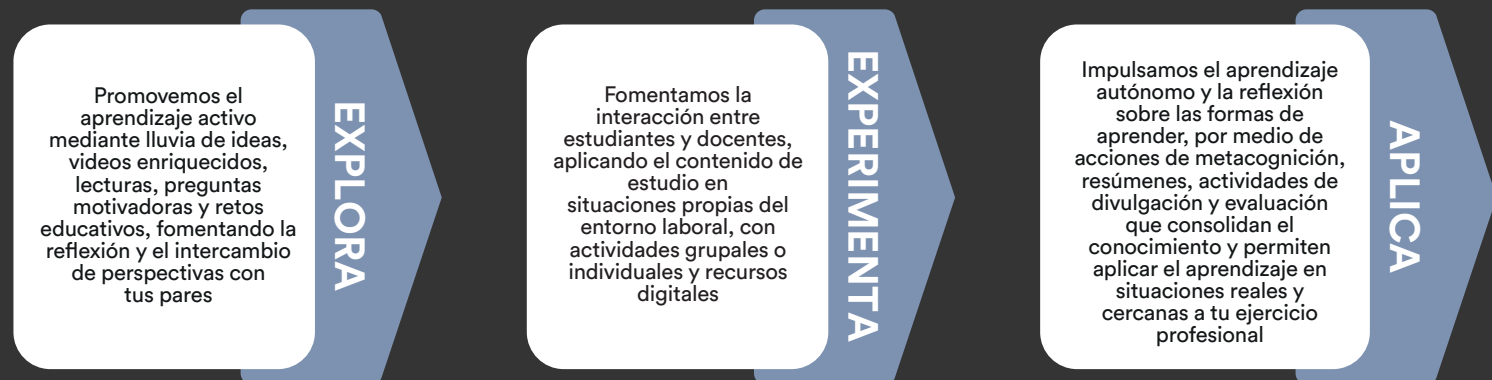 Promovemos el
aprendizaje activo
mediante lluvia de ideas,
videos enriquecidos,
lecturas, preguntas
motivadoras y retos
educativos, fomentando la
reflexión y el intercambio
de perspectivas con
tus pares
EXPLORA
Fomentamos la
interacción entre
estudiantes y docentes,
aplicando el contenido de
estudio en
situaciones propias del
entorno laboral, con
actividades grupales o
individuales y recursos
digitales
EXPERIMENTA
Impulsamos el aprendizaje
autónomo y la reflexión
sobre las formas de
aprender, por medio de
acciones de metacognición,
resúmenes, actividades de
divulgación y evaluación
que consolidan el
conocimiento y permiten
aplicar el aprendizaje en
situaciones reales y
cercanas a tu ejercicio
profesional
APLICA